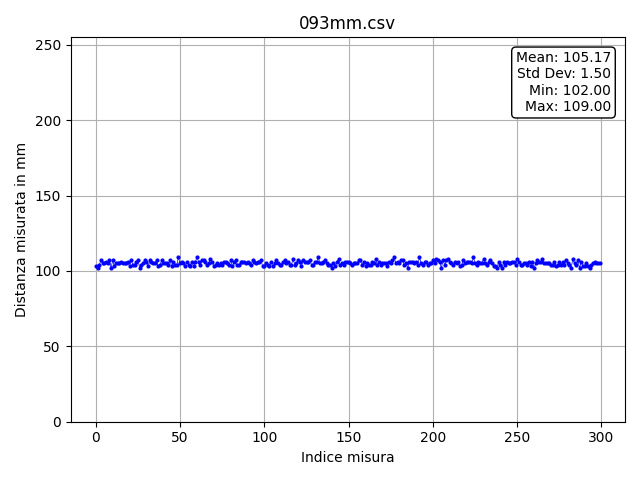 093mm.csv
Mean: 105.17
Std Dev: 1.50
Min: 102.00
Max: 109.00
Distanza misurata in mm
250
200
150
100
50
0
0 50 100 150 200 250 300
Indice misura